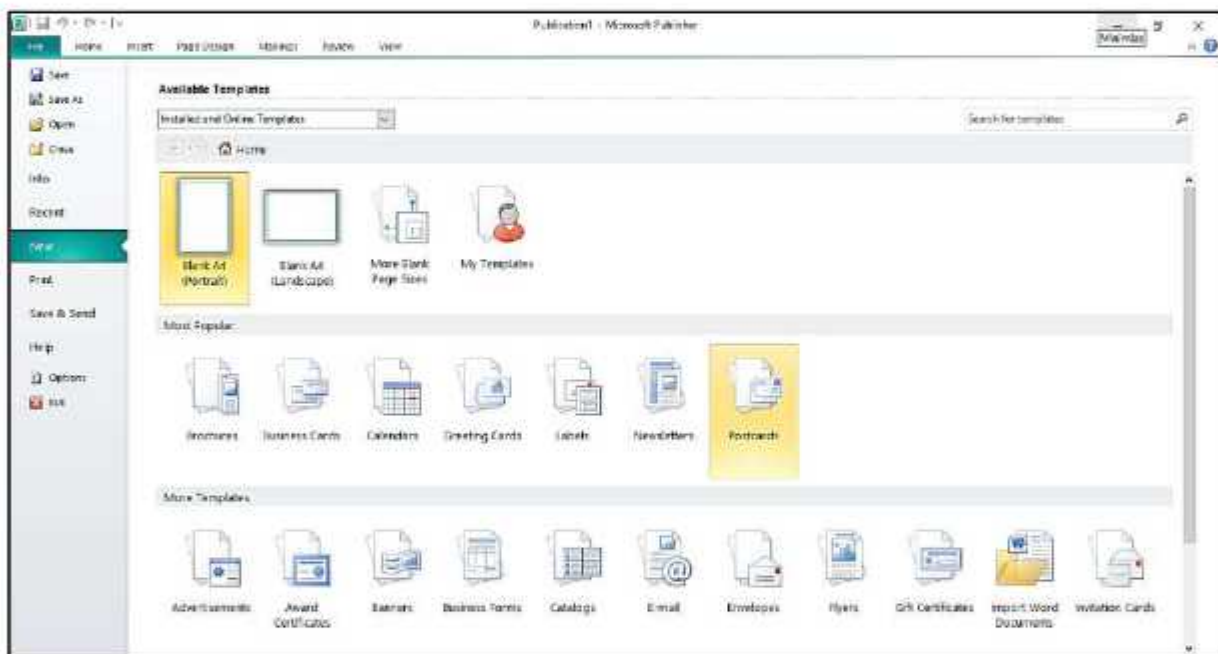 Publication1 - Microsoft Publisher
File Home Insert Page Design Mailings Review View
Save
Save As
Open
Close
Info
Recent
New
Print
Save & Send
Help
Options
Exit
Available Templates
Installed and Online Templates
Search for templates
Home
Blank A4 (Portrait)
Blank A4 (Landscape)
More Blank Page Sizes
My Templates
Most Popular
Brochures Business Cards Calendars Greeting Cards Labels Newsletters Postcards
More Templates
Advertisements Award Certificates Banners Business Forms Catalogs E-mail Envelopes Flyers Gift Certificates Import Word Documents Invitation Cards